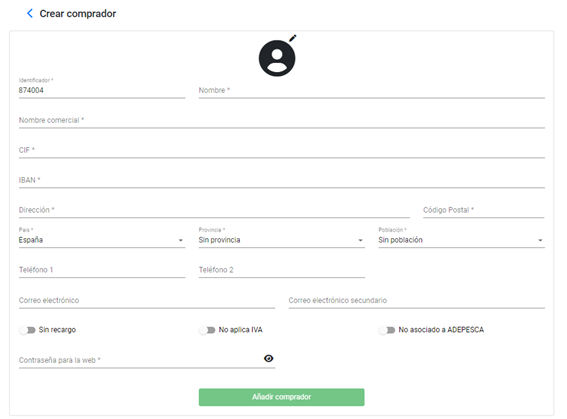 Crear comprador
Identificador *
874004
Nombre *
Nombre comercial *
CIF *
IBAN *
Dirección *
Código Postal *
País *
España
Provincia *
Sin provincia
Población *
Sin población
Teléfono 1
Teléfono 2
Correo electrónico
Correo electrónico secundario
Sin recargo
No aplica IVA
No asociado a ADEPESCA
Contraseña para la web *
Añadir comprador